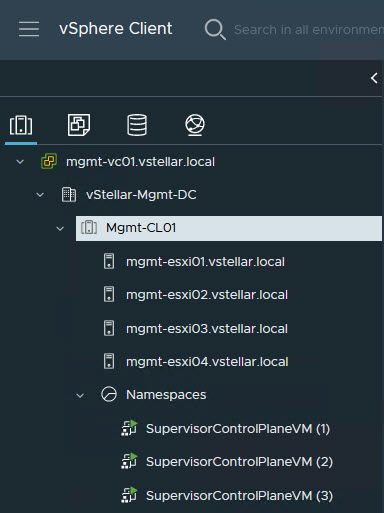 vSphere Client
Search in all environmen
mgmt-vc01.vstellar.local
vStellar-Mgmt-DC
Mgmt-CL01
mgmt-esxi01.vstellar.local
mgmt-esxi02.vstellar.local
mgmt-esxi03.vstellar.local
mgmt-esxi04.vstellar.local
Namespaces
SupervisorControlPlaneVM (1)
SupervisorControlPlaneVM (2)
SupervisorControlPlaneVM (3)